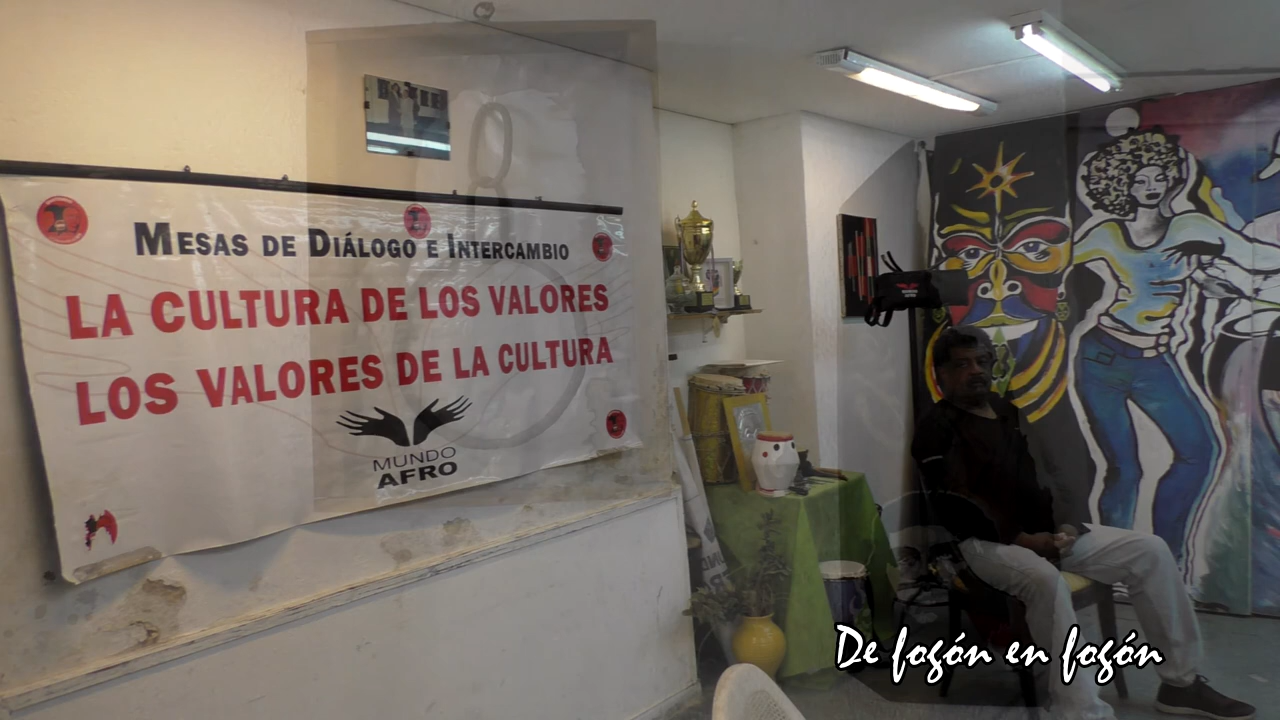 MESAS DE DIÁLOGO E INTERCAMBIO
LA CULTURA DE LOS VALORES
LOS VALORES DE LA CULTURA
MUNDO
AFRO
De fogón en fogón